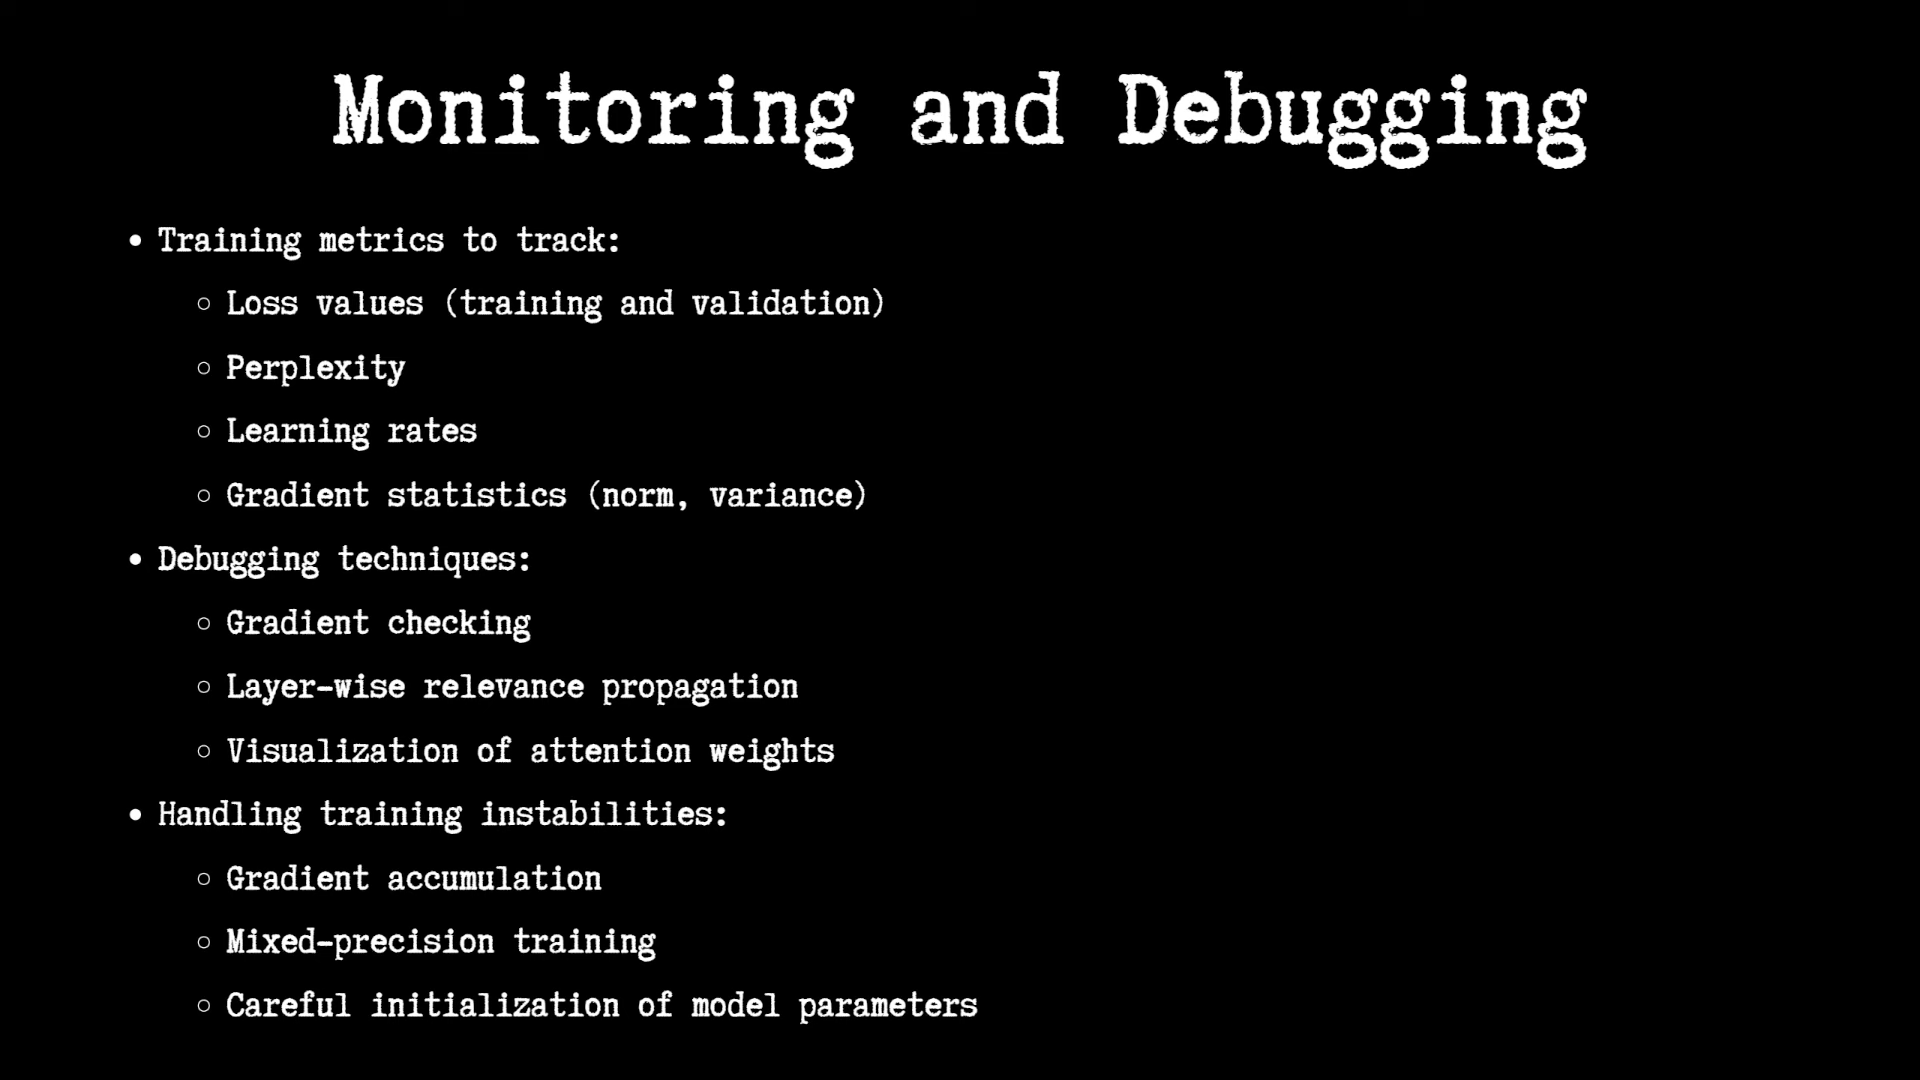 Monitoring and Debugging
• Training metrics to track:
○ Loss values (training and validation)
○ Perplexity
○ Learning rates
○ Gradient statistics (norm, variance)
• Debugging techniques:
○ Gradient checking
○ Layer-wise relevance propagation
○ Visualization of attention weights
• Handling training instabilities:
○ Gradient accumulation
○ Mixed-precision training
○ Careful initialization of model parameters